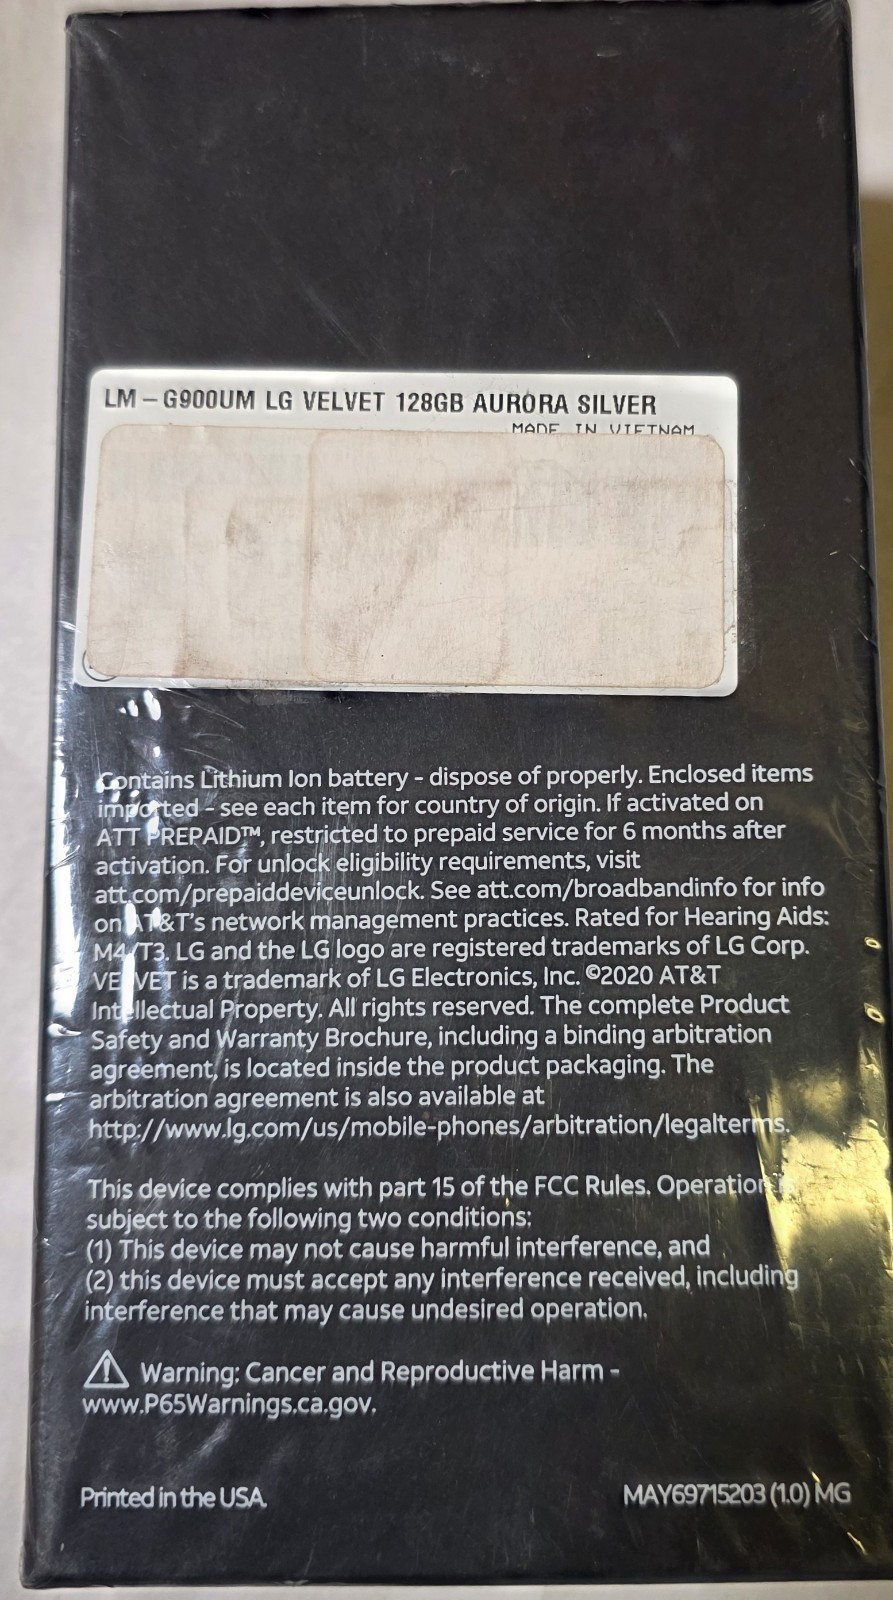 LM-G900UM LG VELVET 128GB AURORA SILVER
MADE IN VIETNAM
Contains Lithium Ion battery - dispose of properly. Enclosed items
imported - see each item for country of origin. If activated on
ATT PREPAID™, restricted to prepaid service for 6 months after
activation. For unlock eligibility requirements, visit
att.com/prepaiddeviceunlock. See att.com/broadbandinfo for info
on AT&T's network management practices. Rated for Hearing Aids:
M4/T3. LG and the LG logo are registered trademarks of LG Corp.
VELVET is a trademark of LG Electronics, Inc. ©2020 AT&T
Intellectual Property. All rights reserved. The complete Product
Safety and Warranty Brochure, including a binding arbitration
agreement, is located inside the product packaging. The
arbitration agreement is also available at
http://www.lg.com/us/mobile-phones/arbitration/legalterms.
This device complies with part 15 of the FCC Rules. Operation is
subject to the following two conditions:
(1) This device may not cause harmful interference, and
(2) this device must accept any interference received, including
interference that may cause undesired operation.
Warning: Cancer and Reproductive Harm -
www.P65Warnings.ca.gov.
Printed in the USA.
MAY69715203 (1.0) MG